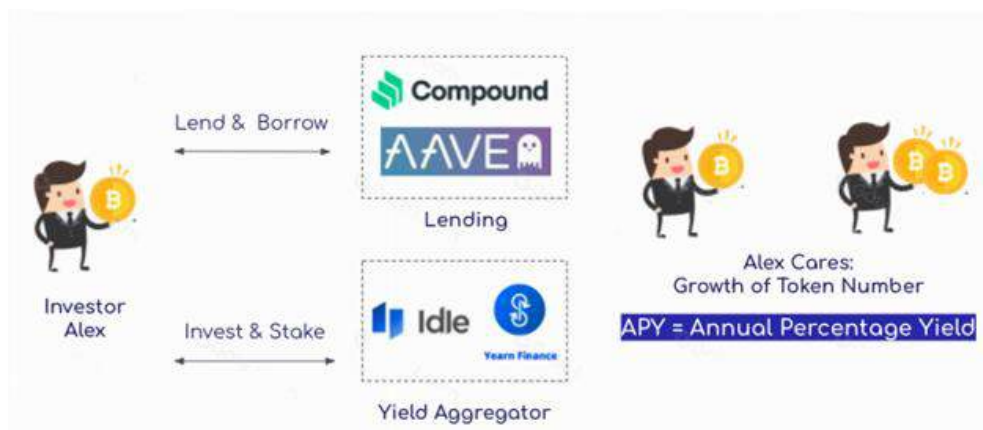 Investor
Alex
Lend & Borrow
Compound
AAVE
Lending
Invest & Stake
Idle
Yearn Finance
Yield Aggregator
Alex Cares:
Growth of Token Number
APY = Annual Percentage Yield